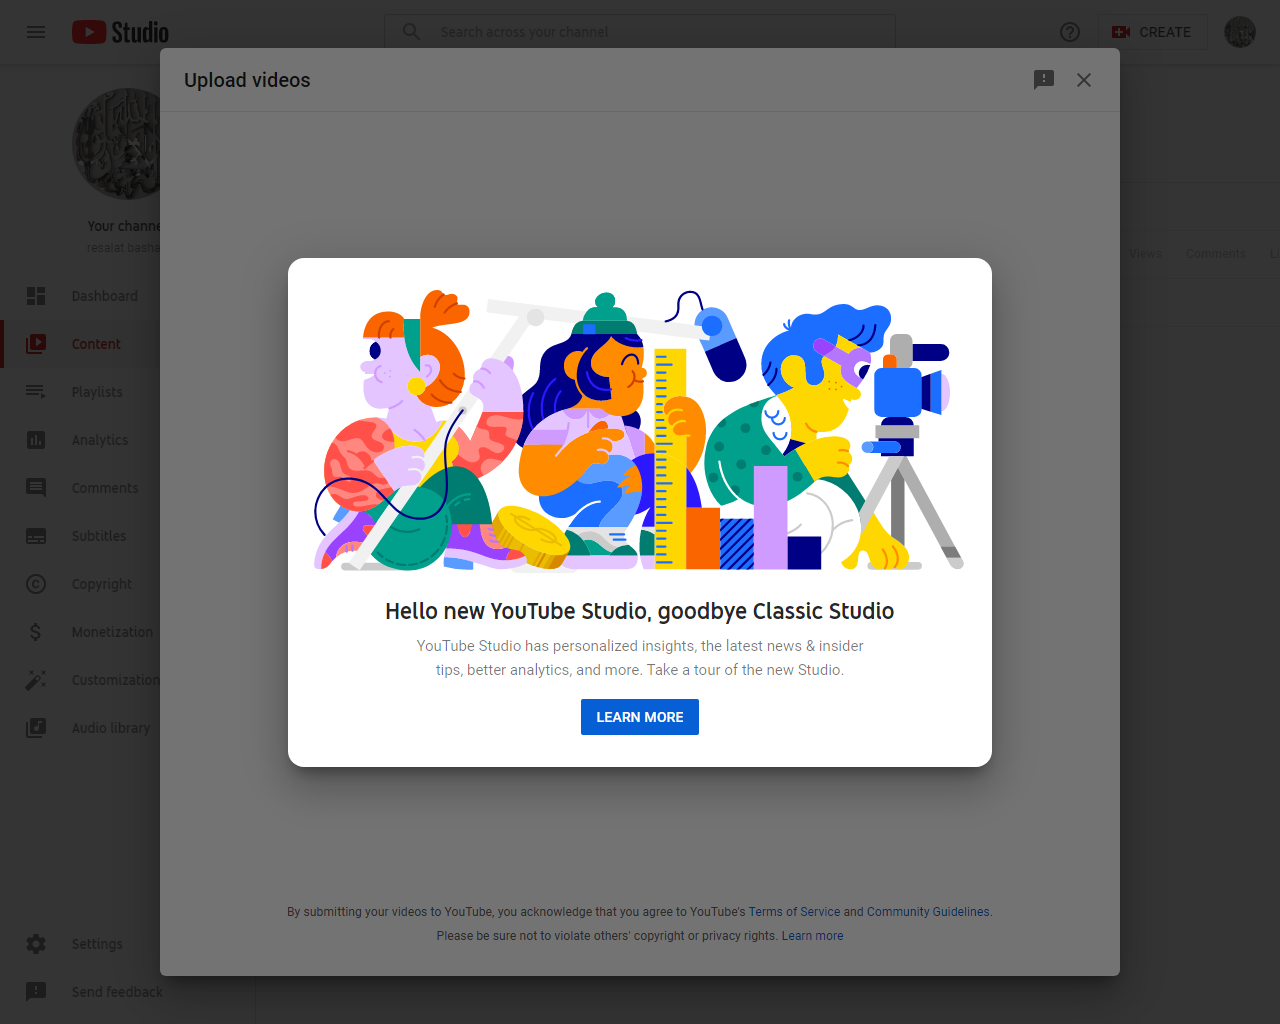 Studio
Search across your channel
CREATE
Upload videos
Your channe
resalat basha
Views
Comments
Dashboard
Content
Playlists
Analytics
Comments
Subtitles
Copyright
Monetization
Customization
Audio library
Hello new YouTube Studio, goodbye Classic Studio
YouTube Studio has personalized insights, the latest news & insider
tips, better analytics, and more. Take a tour of the new Studio.
LEARN MORE
By submitting your videos to YouTube, you acknowledge that you agree to YouTube's Terms of Service and Community Guidelines.
Please be sure not to violate others' copyright or privacy rights. Learn more
Settings
Send feedback